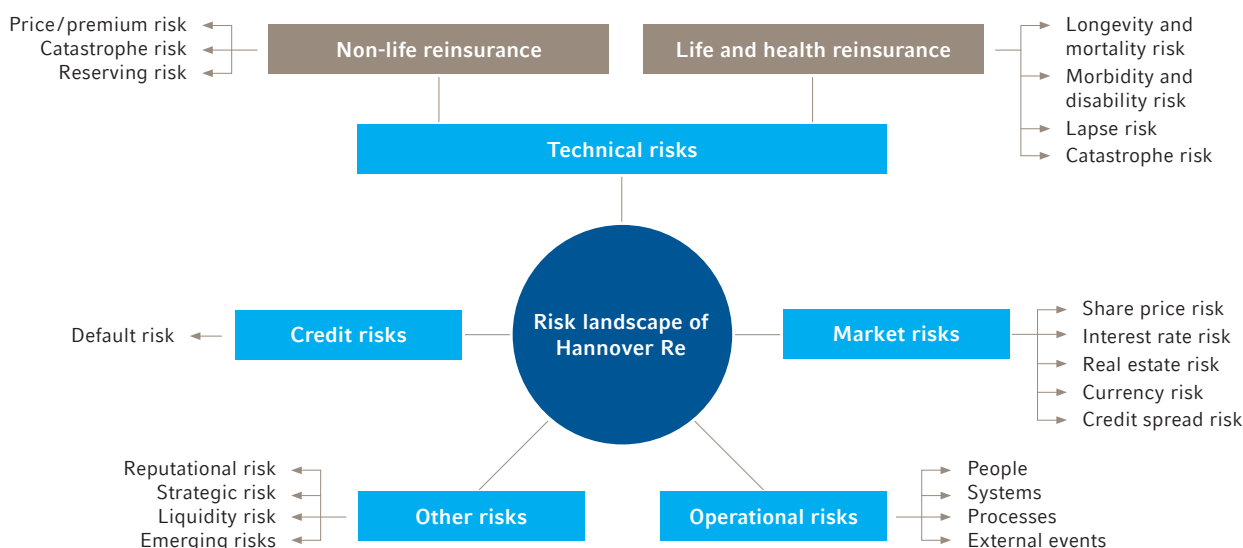 Price/premium risk
Catastrophe risk
Reserving risk
Non-life reinsurance
Life and health reinsurance
Longevity and
mortality risk
Morbidity and
disability risk
Lapse risk
Catastrophe risk
Technical risks
Risk landscape of
Hannover Re
Default risk
Credit risks
Market risks
Share price risk
Interest rate risk
Real estate risk
Currency risk
Credit spread risk
Reputational risk
Strategic risk
Liquidity risk
Emerging risks
Other risks
Operational risks
People
Systems
Processes
External events